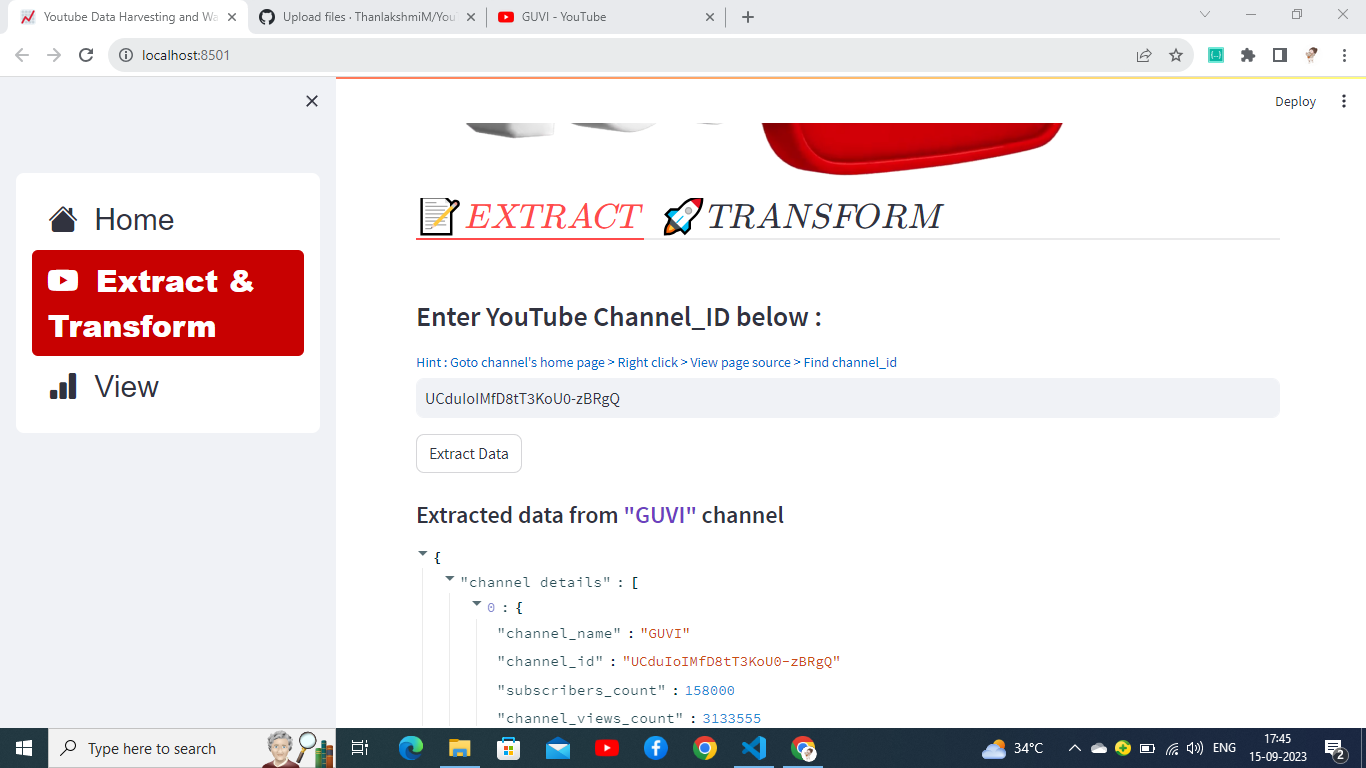 Youtube Data Harvesting and Wa
Upload files · ThanlakshmiM/You
GUVI - YouTube
localhost:8501
Deploy
Home
Extract &
Transform
View
EXTRACT
TRANSFORM
Enter YouTube Channel_ID below :
Hint : Goto channel's home page > Right click > View page source > Find channel_id
UCduIoIMfD8tT3KoU0-zBRgQ
Extract Data
Extracted data from "GUVI" channel
{
"channel details" : [
0 : {
"channel_name" : "GUVI"
"channel_id" : "UCduIoIMfD8tT3KoU0-zBRgQ"
"subscribers_count" : 158000
"channel_views_count" : 3133555
Type here to search
34°C
ENG
17:45
15-09-2023
2